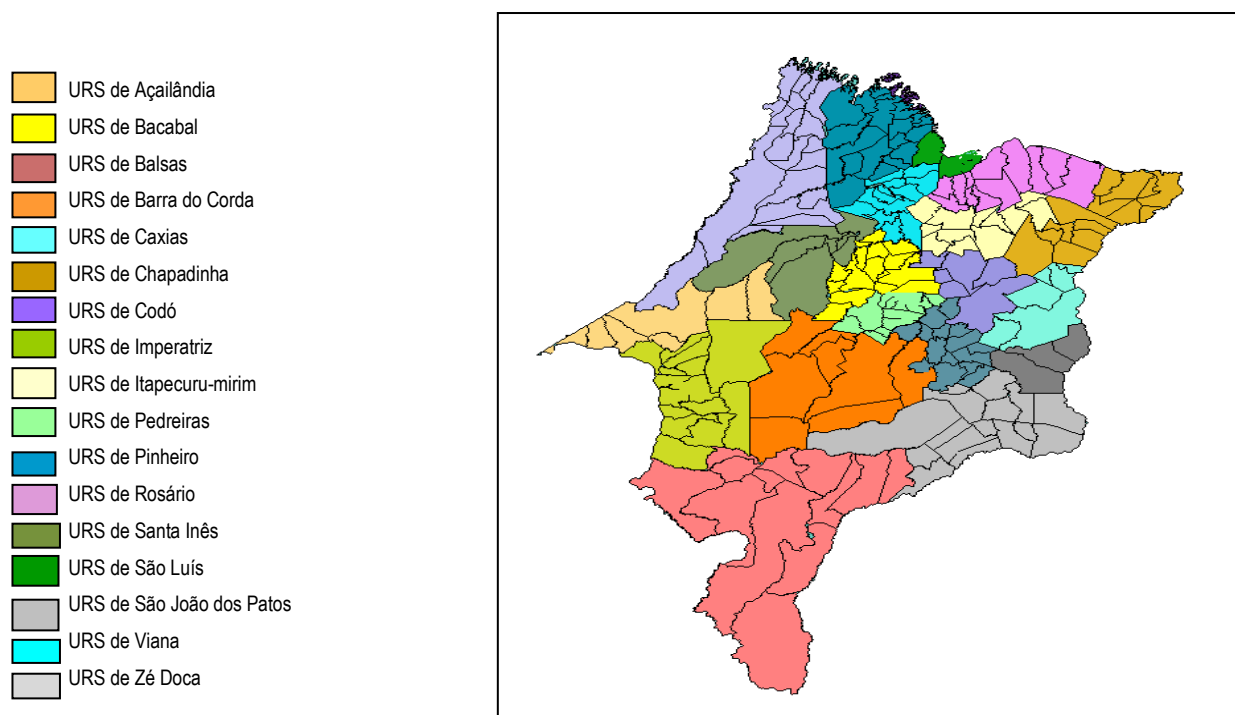 URS de Açailândia
URS de Bacabal
URS de Balsas
URS de Barra do Corda
URS de Caxias
URS de Chapadinha
URS de Codó
URS de Imperatriz
URS de Itapecuru-mirim
URS de Pedreiras
URS de Pinheiro
URS de Rosário
URS de Santa Inês
URS de São Luís
URS de São João dos Patos
URS de Viana
URS de Zé Doca